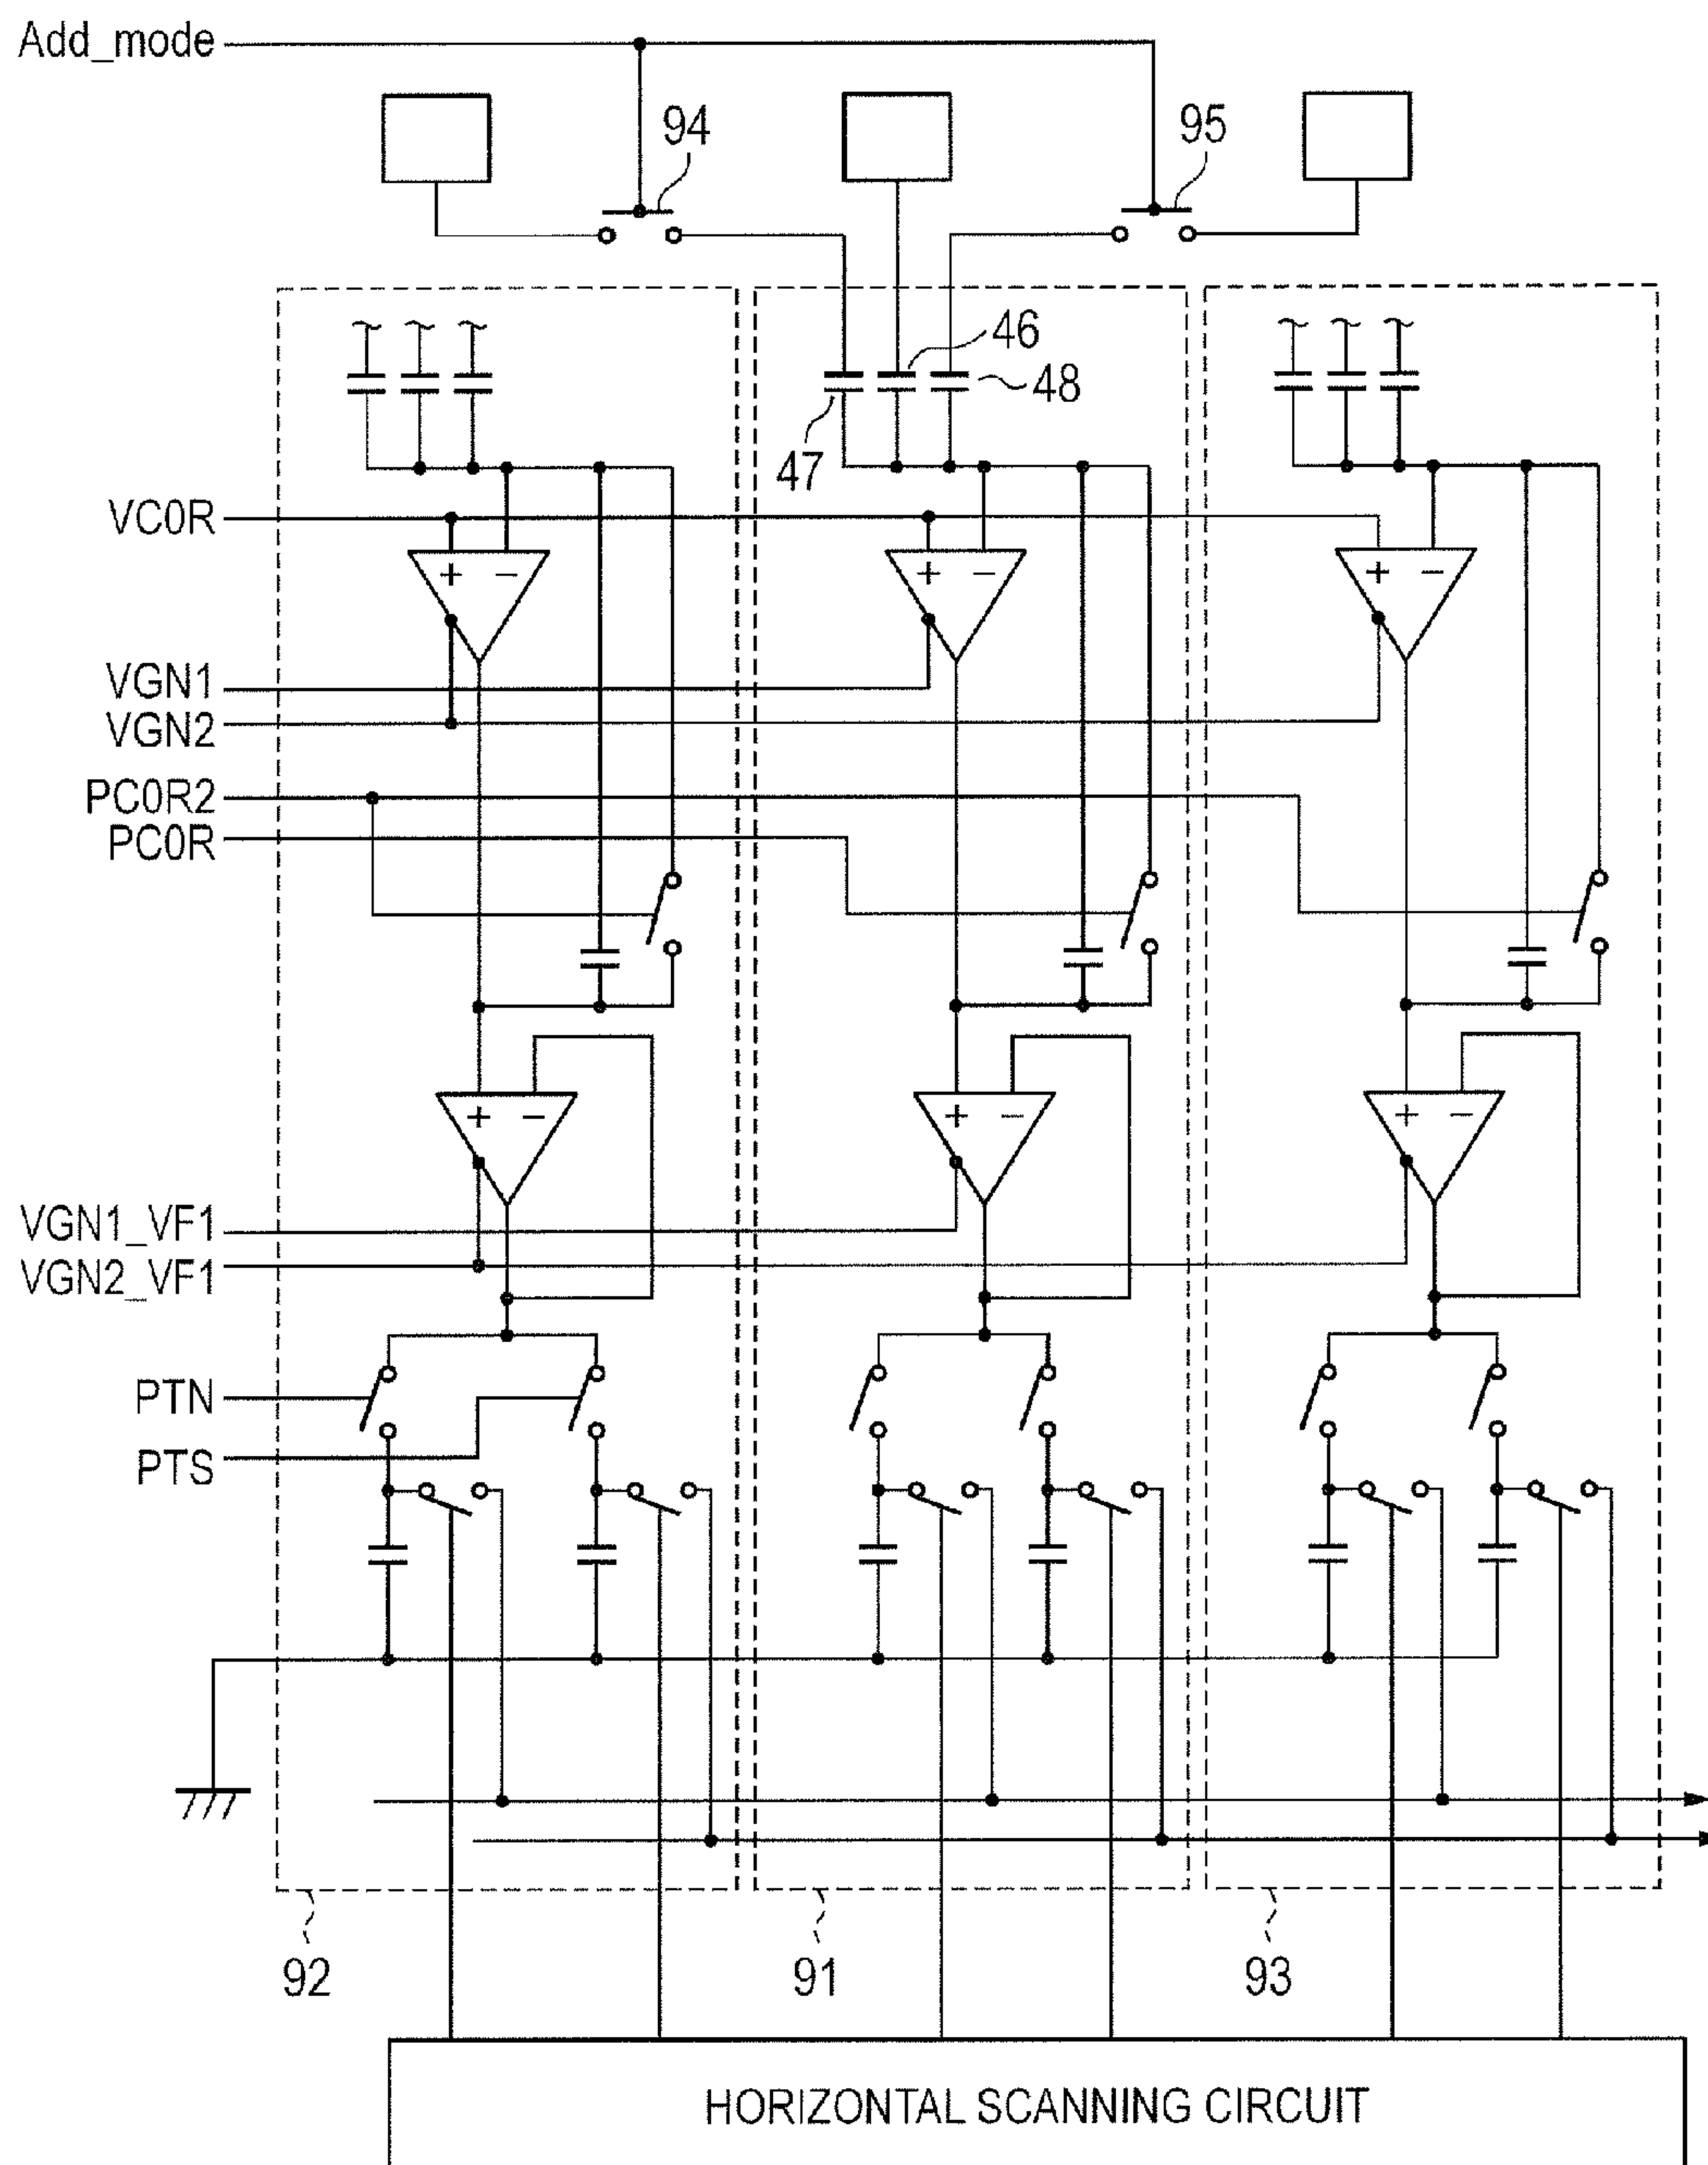 Add_mode
94
95
46
48
47
VC0R
+ −
+ −
+ −
VGN1
VGN2
PC0R2
PC0R
+ −
+ −
+ −
VGN1_VF1
VGN2_VF1
PTN
PTS
92
91
93
HORIZONTAL SCANNING CIRCUIT